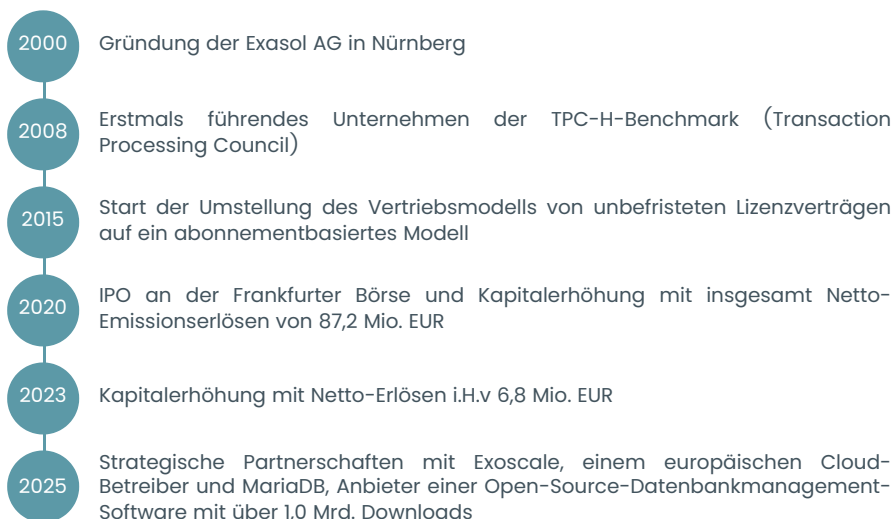 2000
Gründung der Exasol AG in Nürnberg
2008
Erstmals führendes Unternehmen der TPC-H-Benchmark (Transaction
Processing Council)
2015
Start der Umstellung des Vertriebsmodells von unbefristeten Lizenzverträgen
auf ein abonnementbasiertes Modell
2020
IPO an der Frankfurter Börse und Kapitalerhöhung mit insgesamt Netto-
Emissionserlösen von 87,2 Mio. EUR
2023
Kapitalerhöhung mit Netto-Erlösen i.H.v 6,8 Mio. EUR
2025
Strategische Partnerschaften mit Exoscale, einem europäischen Cloud-
Betreiber und MariaDB, Anbieter einer Open-Source-Datenbankmanagement-
Software mit über 1,0 Mrd. Downloads